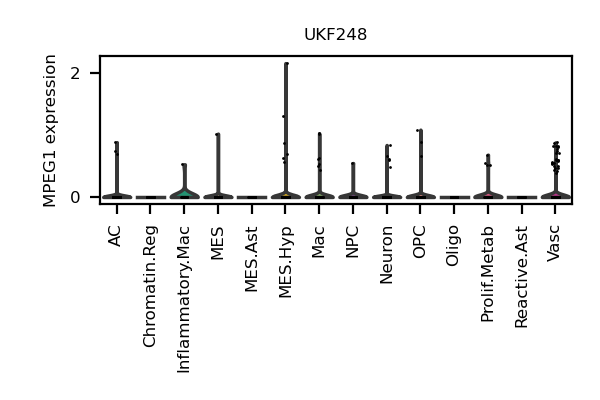 UKF248
MPEG1 expression
2
0
AC
Chromatin.Reg
Inflammatory.Mac
MES
MES.Ast
MES.Hyp
Mac
NPC
Neuron
OPC
Oligo
Prolif.Metab
Reactive.Ast
Vasc